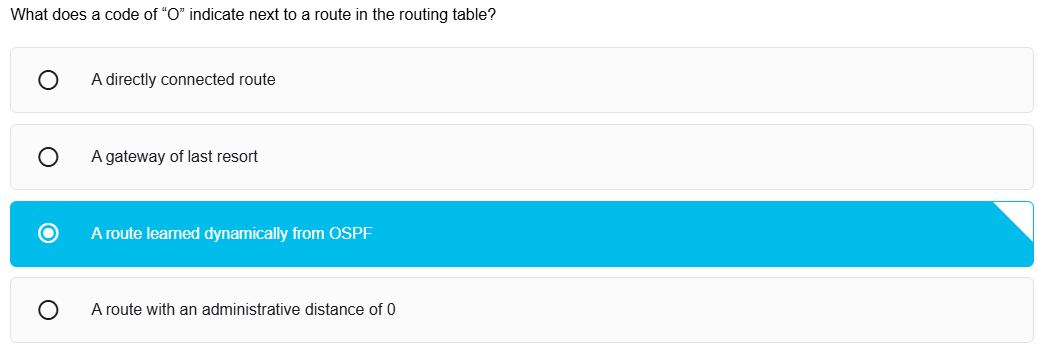 What does a code of “O” indicate next to a route in the routing table?
A directly connected route
A gateway of last resort
A route learned dynamically from OSPF
A route with an administrative distance of 0